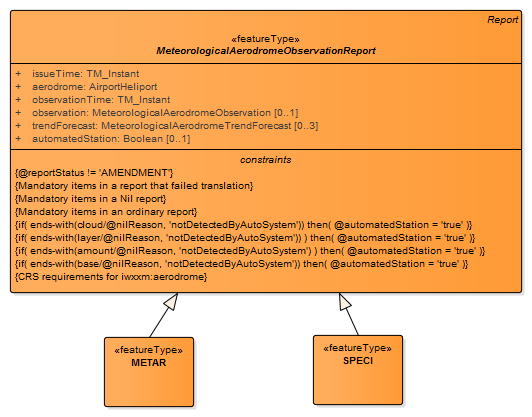 Report
«featureType»
MeteorologicalAerodromeObservationReport
+ issueTime: TM_Instant
+ aerodrome: AirportHeliport
+ observationTime: TM_Instant
+ observation: MeteorologicalAerodromeObservation [0..1]
+ trendForecast: MeteorologicalAerodromeTrendForecast [0..3]
+ automatedStation: Boolean [0..1]
constraints
{@reportStatus != 'AMENDMENT'}
{Mandatory items in a report that failed translation}
{Mandatory items in a Nil report}
{Mandatory items in an ordinary report}
{if( ends-with(cloud/@nilReason, 'notDetectedByAutoSystem')) then( @automatedStation = 'true' )}
{if( ends-with(layer/@nilReason, 'notDetectedByAutoSystem')) ) then( @automatedStation = 'true' )}
{if( ends-with(amount/@nilReason, 'notDetectedByAutoSystem') ) then( @automatedStation = 'true' )}
{if( ends-with(base/@nilReason, 'notDetectedByAutoSystem')) then( @automatedStation = 'true' )}
{CRS requirements for iwxxm:aerodrome}
«featureType»
METAR
«featureType»
SPECI